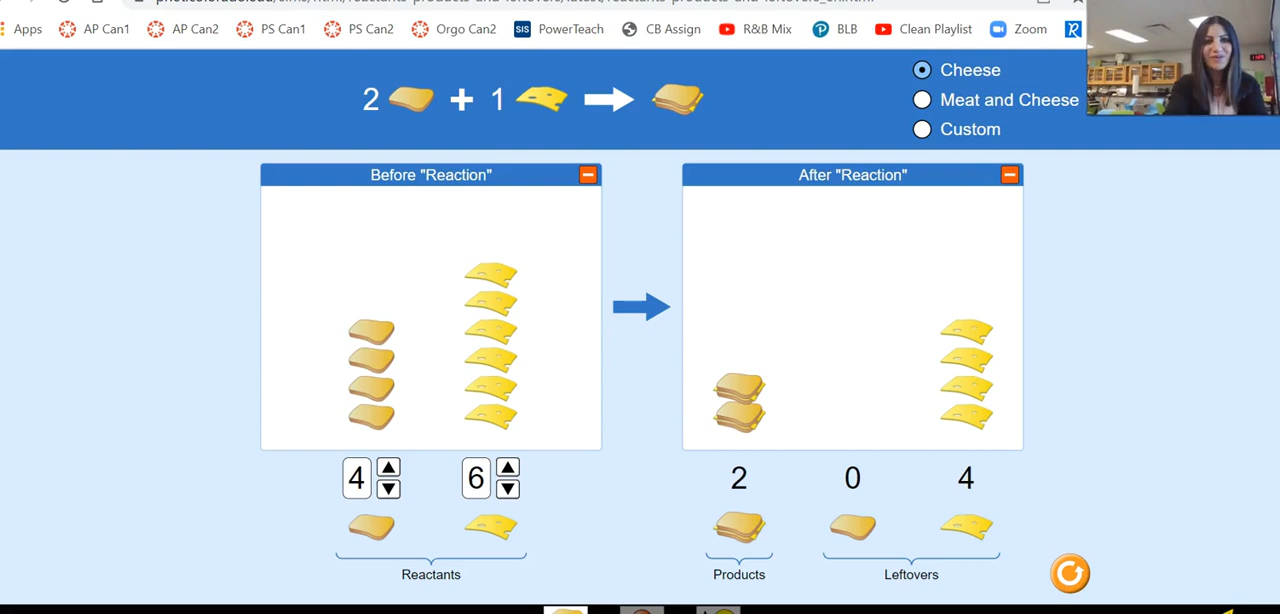 Apps AP Can1 AP Can2 PS Can1 PS Can2 Orgo Can2 SIS PowerTeach CB Assign R&B Mix BLB Clean Playlist Zoom R
2 + 1
Cheese
Meat and Cheese
Custom
Before "Reaction"
After "Reaction"
4 6 2 0 4
Reactants Products Leftovers